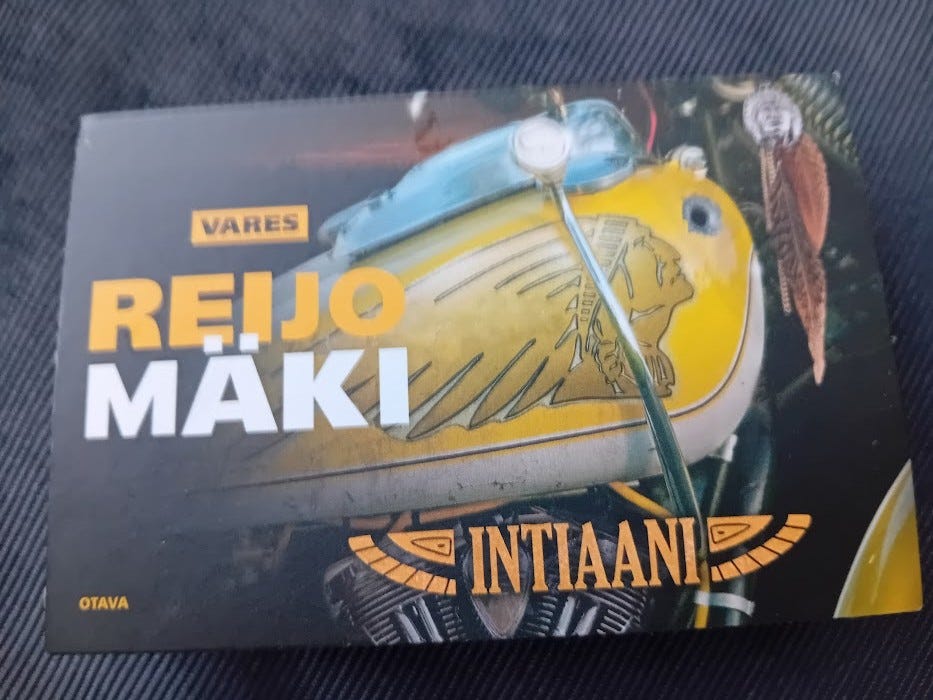 VARES
REIJO
MÄKI
INTIAANI
OTAVA